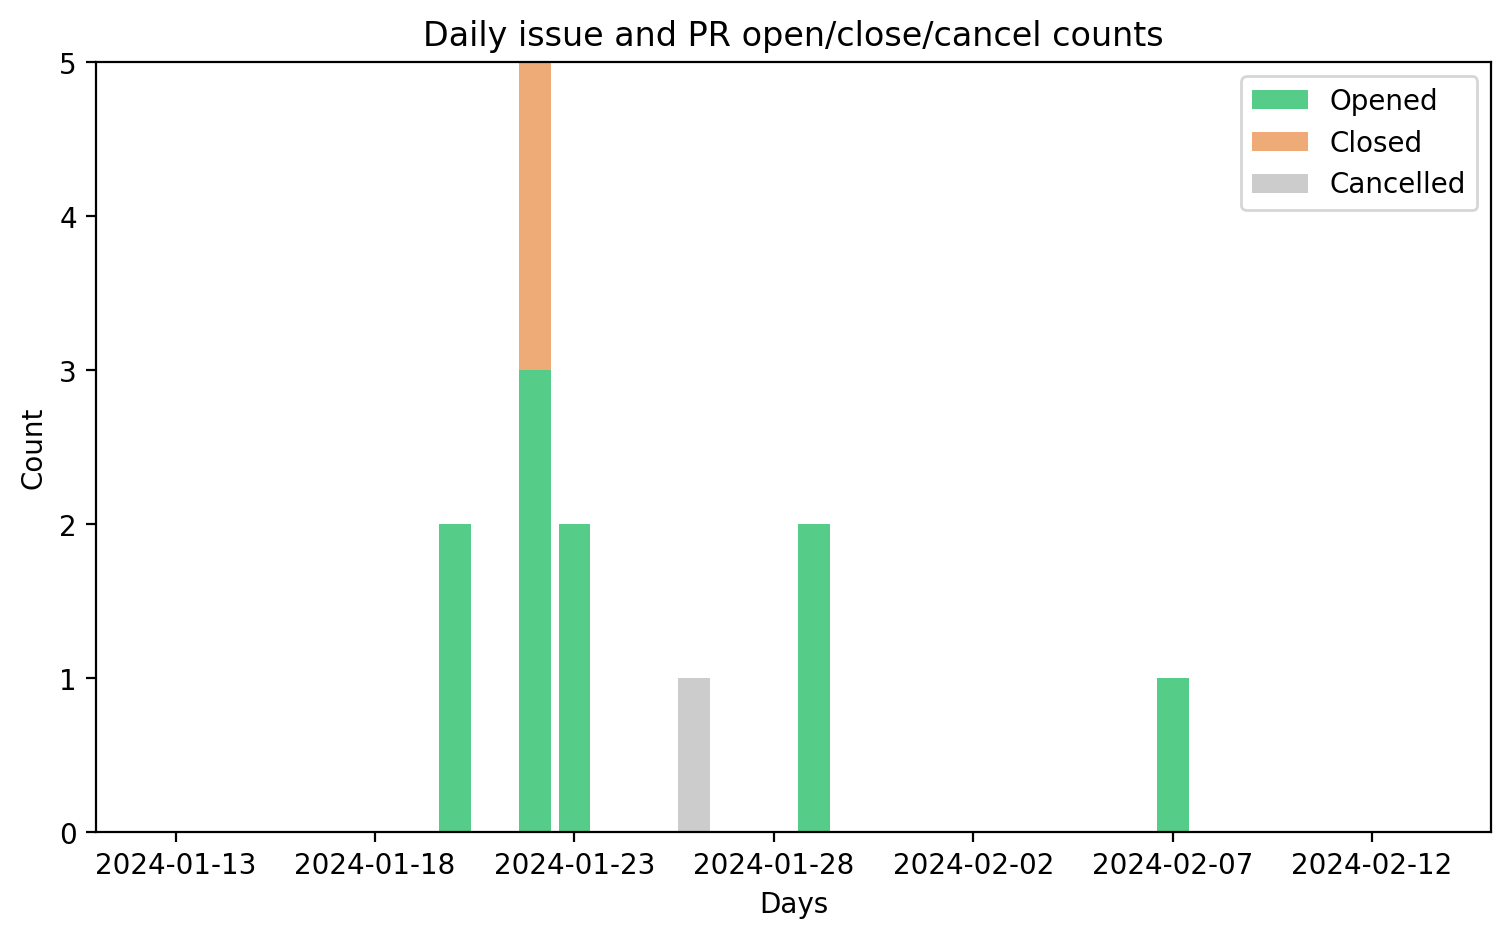 Daily issue and PR open/close/cancel counts
5
4
3
2
1
0
Count
Opened
Closed
Cancelled
2024-01-13 2024-01-18 2024-01-23 2024-01-28 2024-02-02 2024-02-07 2024-02-12
Days